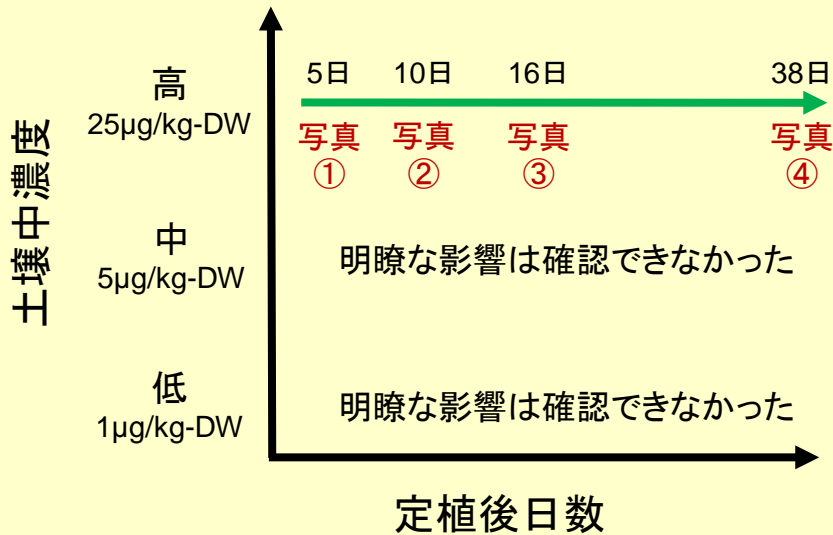 土壌中濃度
高
25µg/kg-DW
5日 10日 16日 38日
写真① 写真② 写真③ 写真④
中
5µg/kg-DW
明瞭な影響は確認できなかった
低
1µg/kg-DW
明瞭な影響は確認できなかった
定植後日数